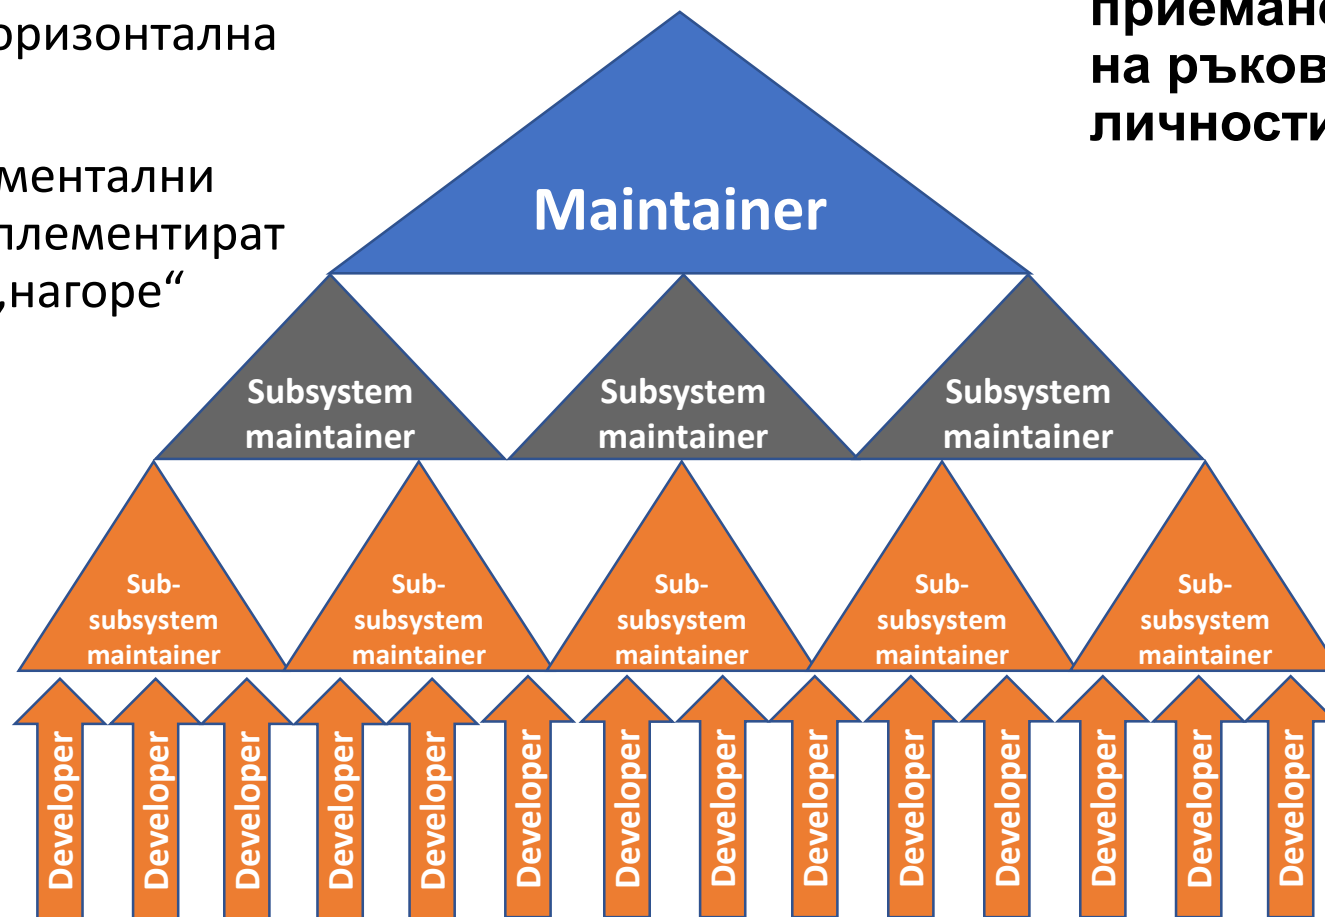 оризонтална
ментални
плементират
„нагоре“
приемане
на ръков
личности
Maintainer
Subsystem
maintainer
Subsystem
maintainer
Subsystem
maintainer
Sub-
subsystem
maintainer
Sub-
subsystem
maintainer
Sub-
subsystem
maintainer
Sub-
subsystem
maintainer
Sub-
subsystem
maintainer
Developer
Developer
Developer
Developer
Developer
Developer
Developer
Developer
Developer
Developer
Developer
Developer
Developer
Developer